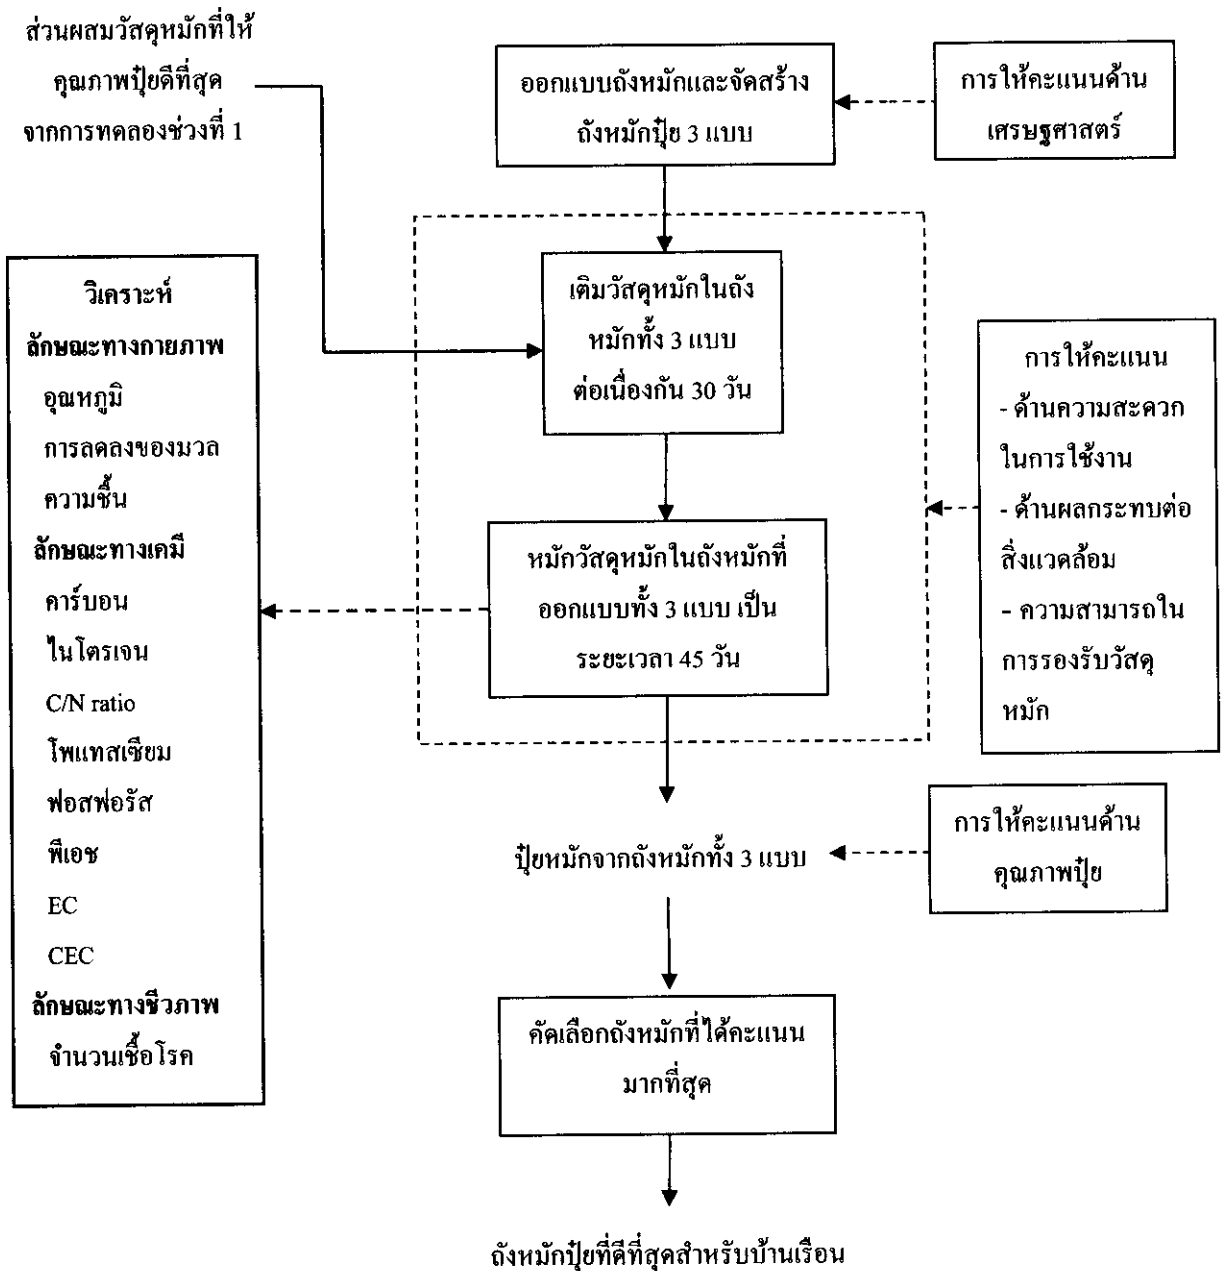 ส่วนผสมวัสดุหมักที่ให้
คุณภาพปุ๋ยดีที่สุด
จากการทดลองช่วงที่ 1
ออกแบบถังหมักและจัดสร้าง
ถังหมักปุ๋ย 3 แบบ
การให้คะแนนด้าน
เศรษฐศาสตร์
เติมวัสดุหมักในถัง
หมักทั้ง 3 แบบ
ต่อเนื่องกัน 30 วัน
วิเคราะห์
ลักษณะทางกายภาพ
อุณหภูมิ
การลดลงของมวล
ความชื้น
ลักษณะทางเคมี
คาร์บอน
ไนโตรเจน
C/N ratio
โพแทสเซียม
ฟอสฟอรัส
พีเอช
EC
CEC
ลักษณะทางชีวภาพ
จำนวนเชื้อโรค
การให้คะแนน
- ด้านความสะดวก
ในการใช้งาน
- ด้านผลกระทบต่อ
สิ่งแวดล้อม
- ความสามารถใน
การรองรับวัสดุ
หมัก
หมักวัสดุหมักในถังหมักที่
ออกแบบทั้ง 3 แบบ เป็น
ระยะเวลา 45 วัน
ปุ๋ยหมักจากถังหมักทั้ง 3 แบบ
การให้คะแนนด้าน
คุณภาพปุ๋ย
คัดเลือกถังหมักที่ได้คะแนน
มากที่สุด
ถังหมักปุ๋ยที่ดีที่สุดสำหรับบ้านเรือน